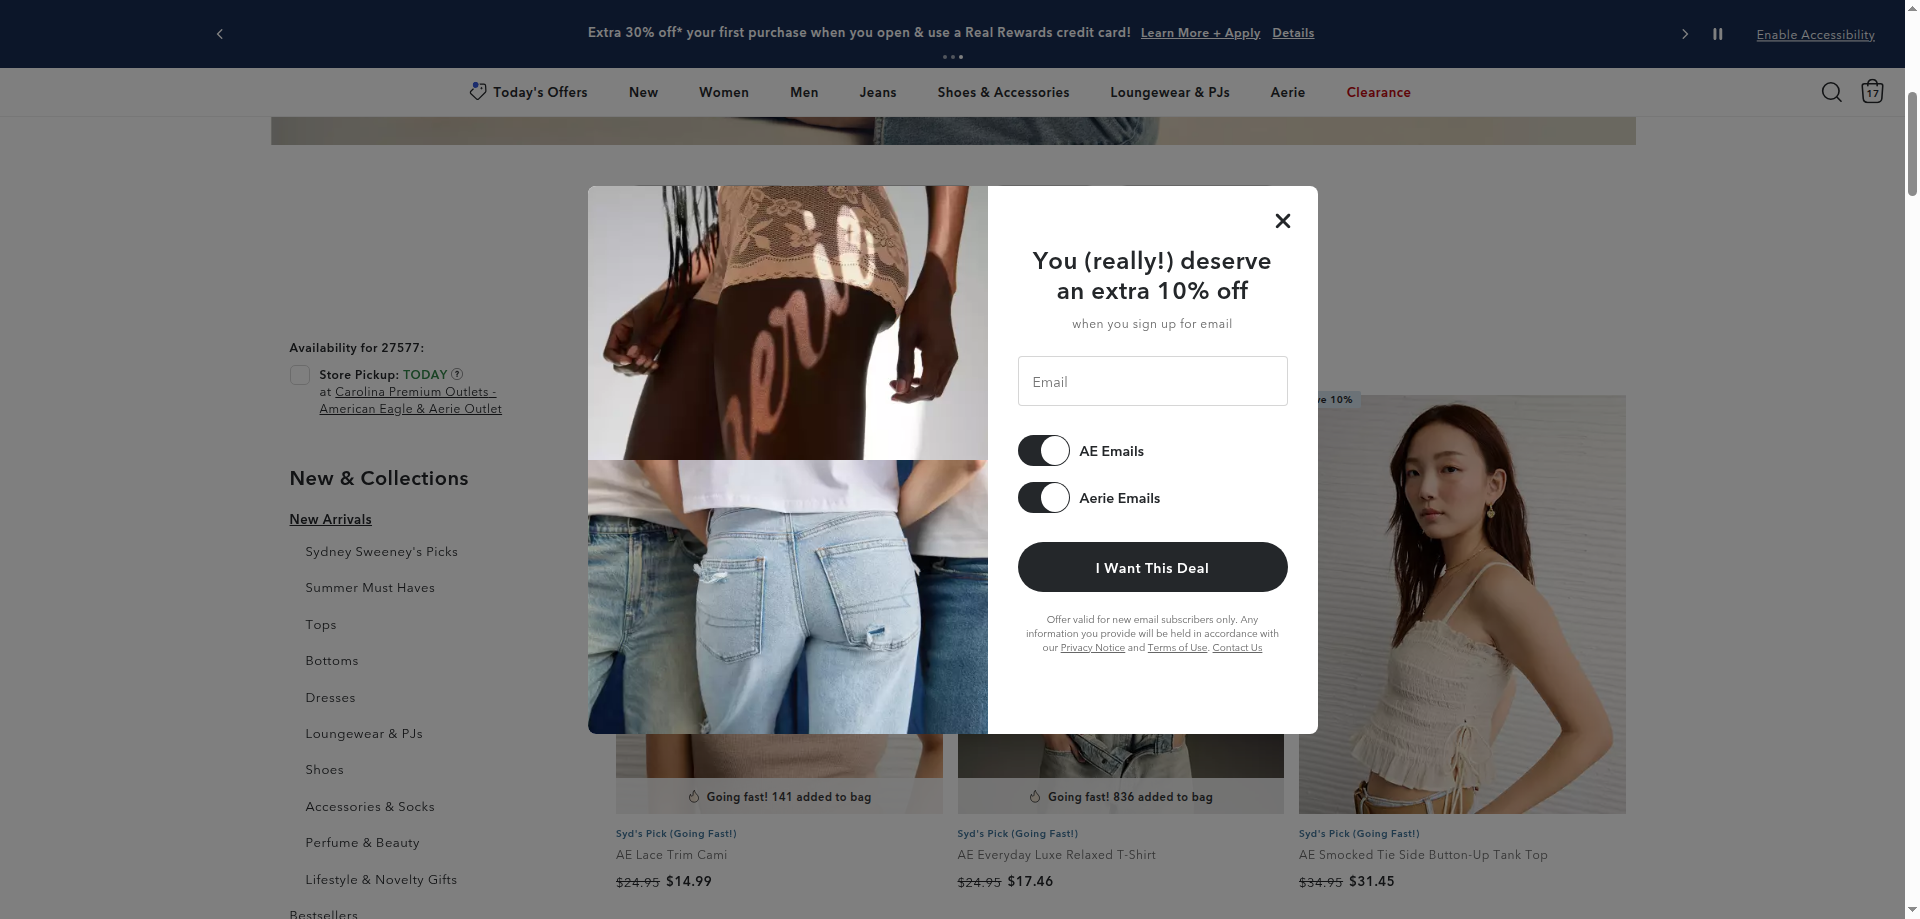 Extra 30% off* your first purchase when you open & use a Real Rewards credit card! Learn More + Apply Details
Enable Accessibility
Today's Offers New Women Men Jeans Shoes & Accessories Loungewear & PJs Aerie Clearance
17
Availability for 27577:
Store Pickup: TODAY ?
at Carolina Premium Outlets -
American Eagle & Aerie Outlet
New & Collections
New Arrivals
Sydney Sweeney's Picks
Summer Must Haves
Tops
Bottoms
Dresses
Loungewear & PJs
Shoes
Accessories & Socks
Perfume & Beauty
Lifestyle & Novelty Gifts
Bestsellers
You (really!) deserve
an extra 10% off
when you sign up for email
Email
AE Emails
Aerie Emails
I Want This Deal
Offer valid for new email subscribers only. Any
information you provide will be held in accordance with
our Privacy Notice and Terms of Use. Contact Us
10%
Going fast! 141 added to bag
Syd's Pick (Going Fast!)
AE Lace Trim Cami
$24.95 $14.99
Going fast! 836 added to bag
Syd's Pick (Going Fast!)
AE Everyday Luxe Relaxed T-Shirt
$24.95 $17.46
Syd's Pick (Going Fast!)
AE Smocked Tie Side Button-Up Tank Top
$34.95 $31.45